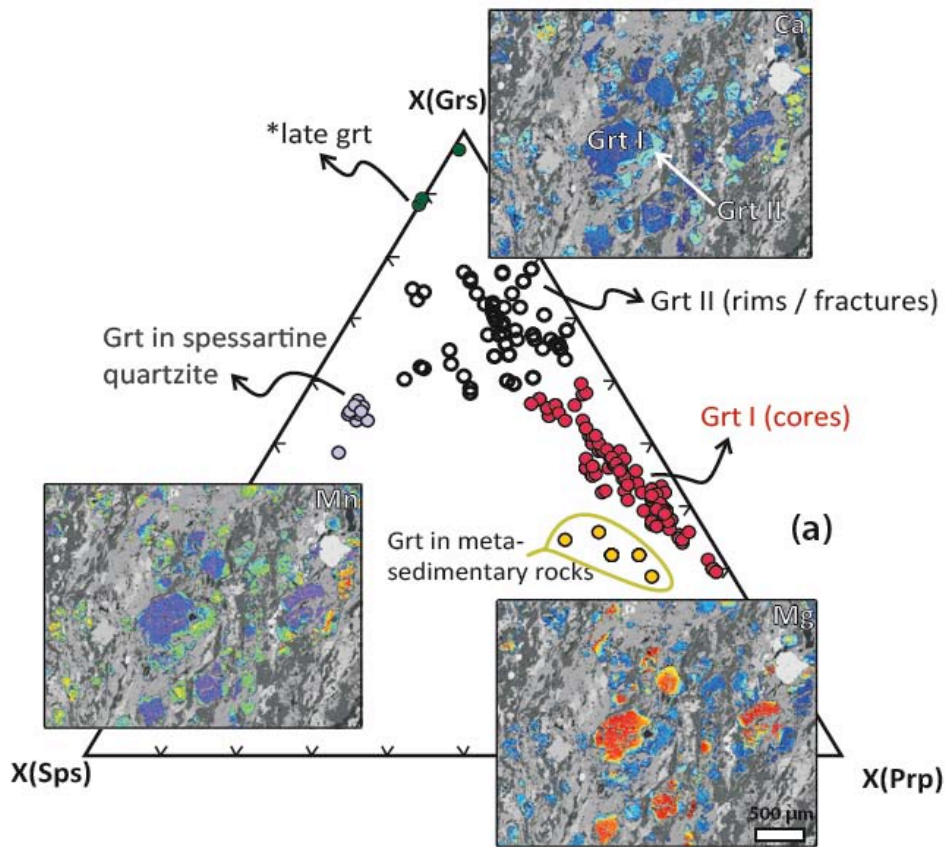 Ca
X(Grs)
*late grt
Grt I
Grt II
Grt II (rims / fractures)
Grt in spessartine
quartzite
Grt I (cores)
Mn
(a)
Grt in meta-
sedimentary rocks
Mg
X(Sps)
X(Prp)
500 µm